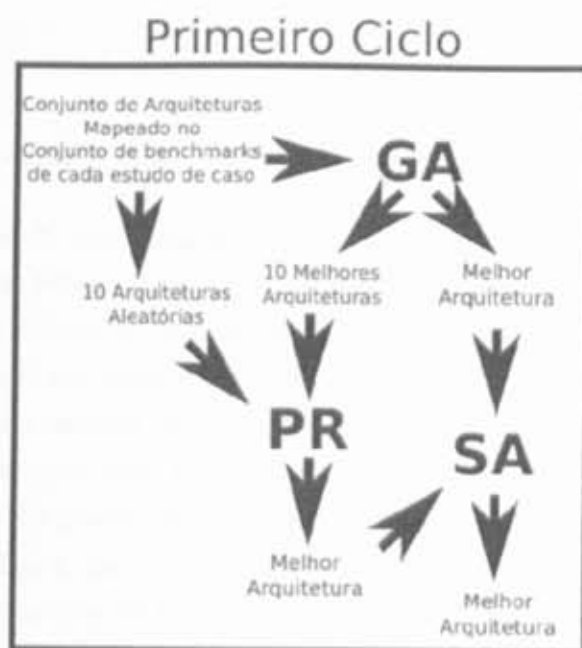 Primeiro Ciclo
Conjunto de Arquiteturas
Mapeado no
Conjunto de benchmarks
de cada estudo de caso
GA
10 Arquiteturas
Aleatórias
10 Melhores
Arquiteturas
Melhor
Arquitetura
PR
SA
Melhor
Arquitetura
Melhor
Arquitetura